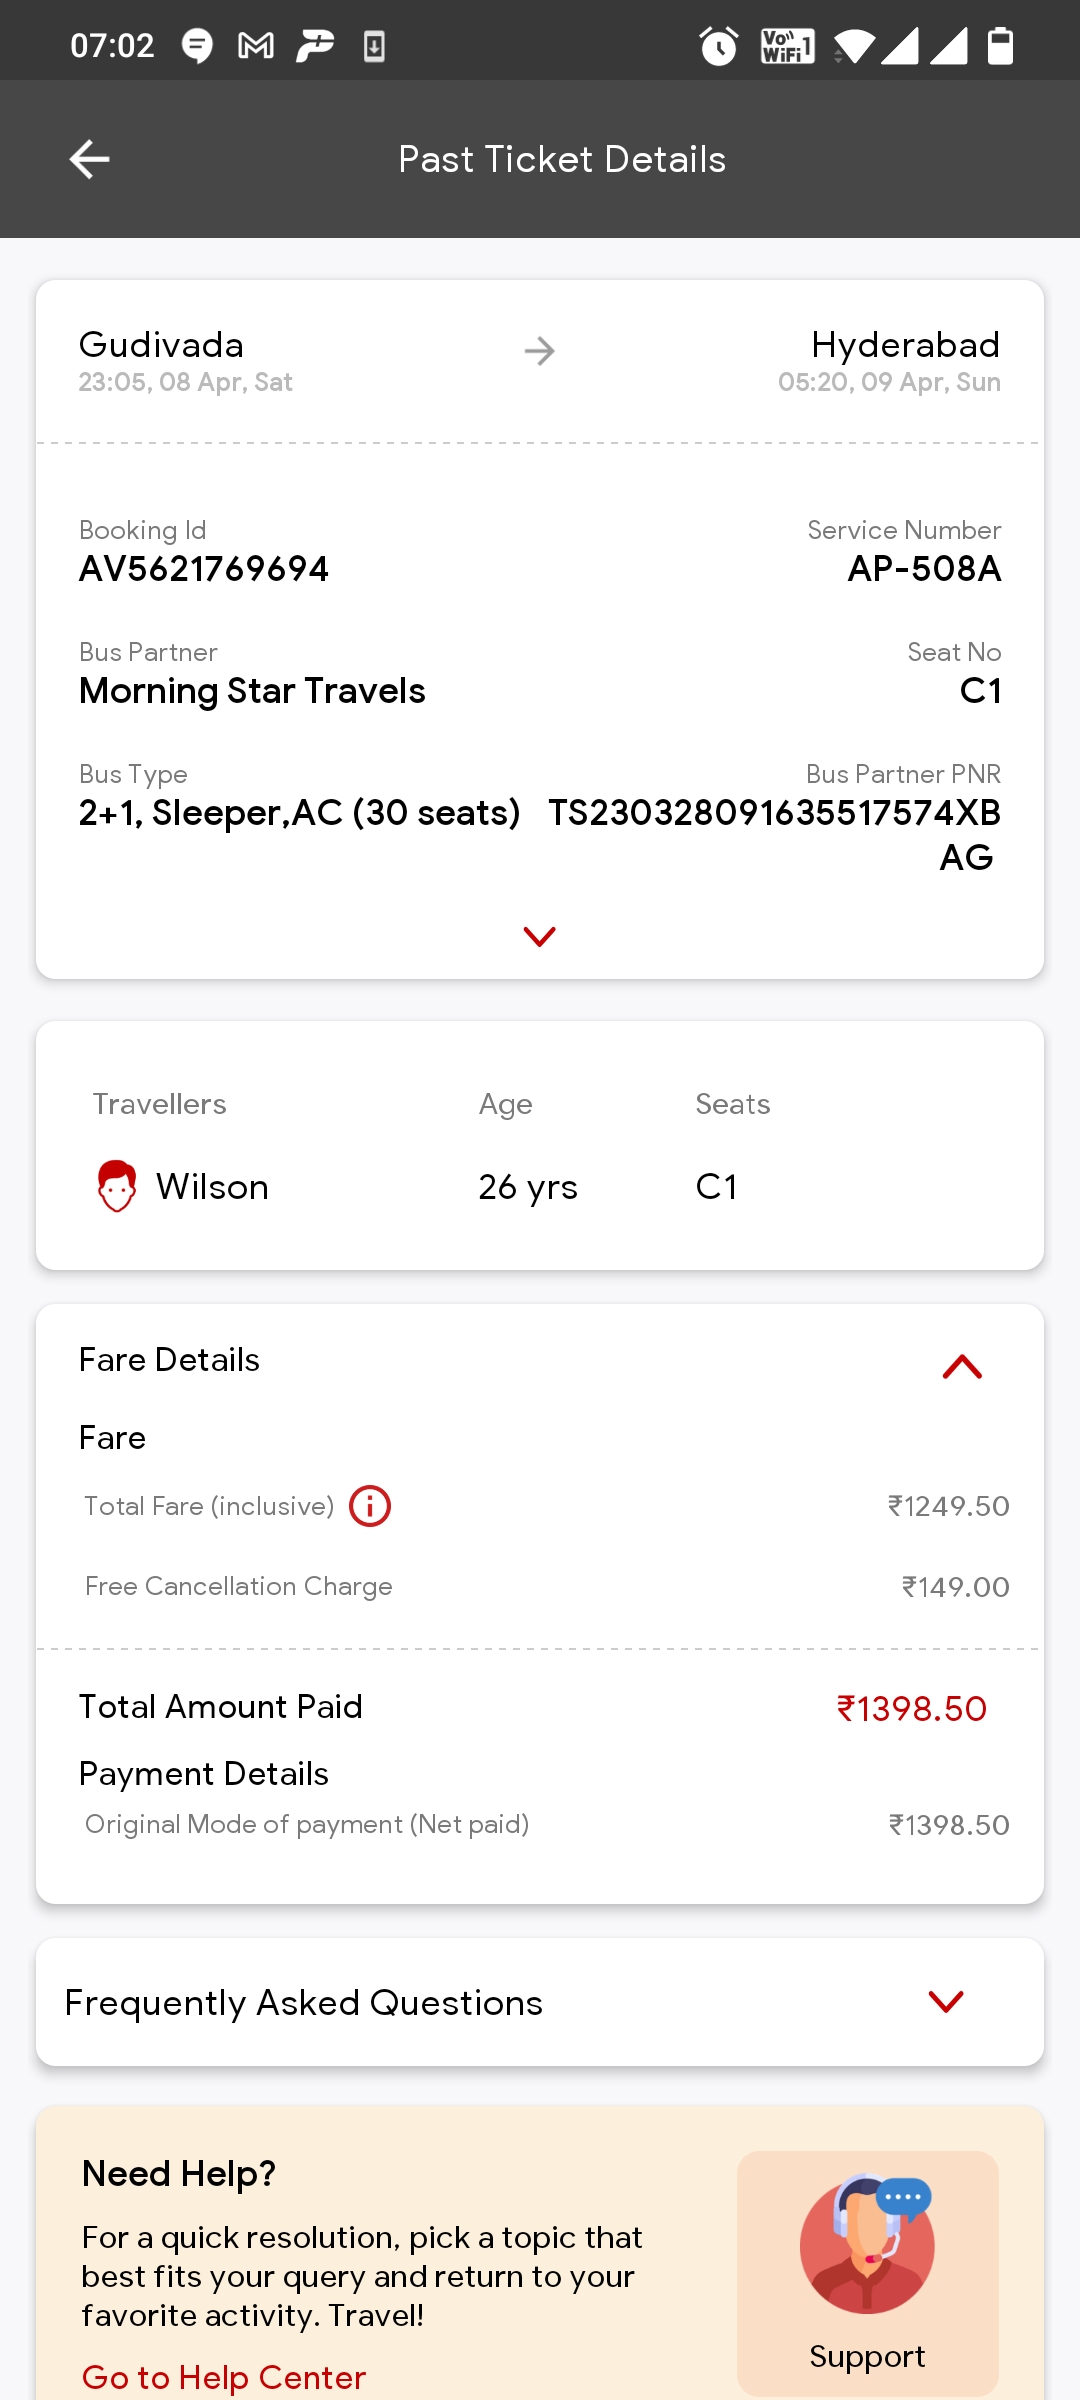 07:02
Vo))
WiFi 1
Past Ticket Details
Gudivada
Hyderabad
23:05, 08 Apr, Sat
05:20, 09 Apr, Sun
Booking Id
Service Number
AV5621769694
AP-508A
Bus Partner
Seat No
Morning Star Travels
C1
Bus Type
Bus Partner PNR
2+1, Sleeper,AC (30 seats)
TS230328091635517574XB
AG
Travellers Age Seats
Wilson 26 yrs C1
Fare Details
Fare
Total Fare (inclusive) ₹1249.50
Free Cancellation Charge ₹149.00
Total Amount Paid ₹1398.50
Payment Details
Original Mode of payment (Net paid) ₹1398.50
Frequently Asked Questions
Need Help?
For a quick resolution, pick a topic that
best fits your query and return to your
favorite activity. Travel!
Support
Go to Help Center